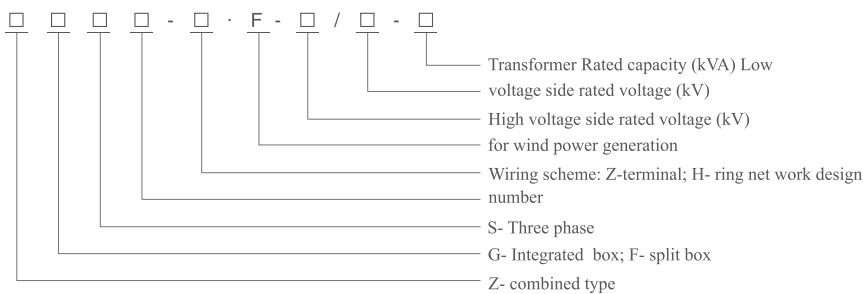 □ □ □ □ - □ · F - □ / □ - □
Transformer Rated capacity (kVA) Low
voltage side rated voltage (kV)
High voltage side rated voltage (kV)
for wind power generation
Wiring scheme: Z-terminal; H- ring net work design
number
S- Three phase
G- Integrated box; F- split box
Z- combined type